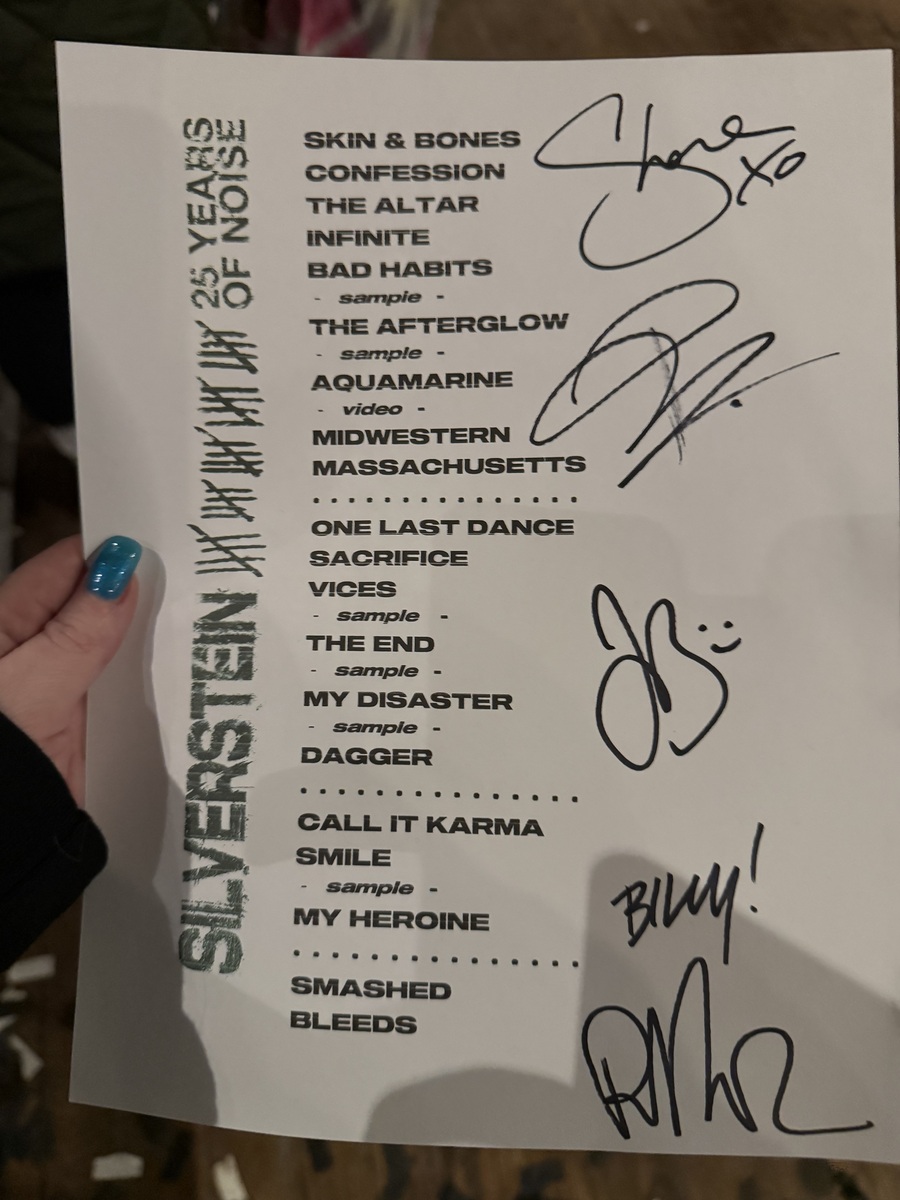 SILVERSTEIN 25 YEARS
OF NOISE
SKIN & BONES
CONFESSION
THE ALTAR
INFINITE
BAD HABITS
- sample -
THE AFTERGLOW
- sample -
AQUAMARINE
- video -
MIDWESTERN
MASSACHUSETTS
...............
ONE LAST DANCE
SACRIFICE
VICES
- sample -
THE END
- sample -
MY DISASTER
- sample -
DAGGER
...............
CALL IT KARMA
SMILE
- sample -
MY HEROINE
...............
SMASHED
BLEEDS
Shane
XO
JB :)
BILLY!